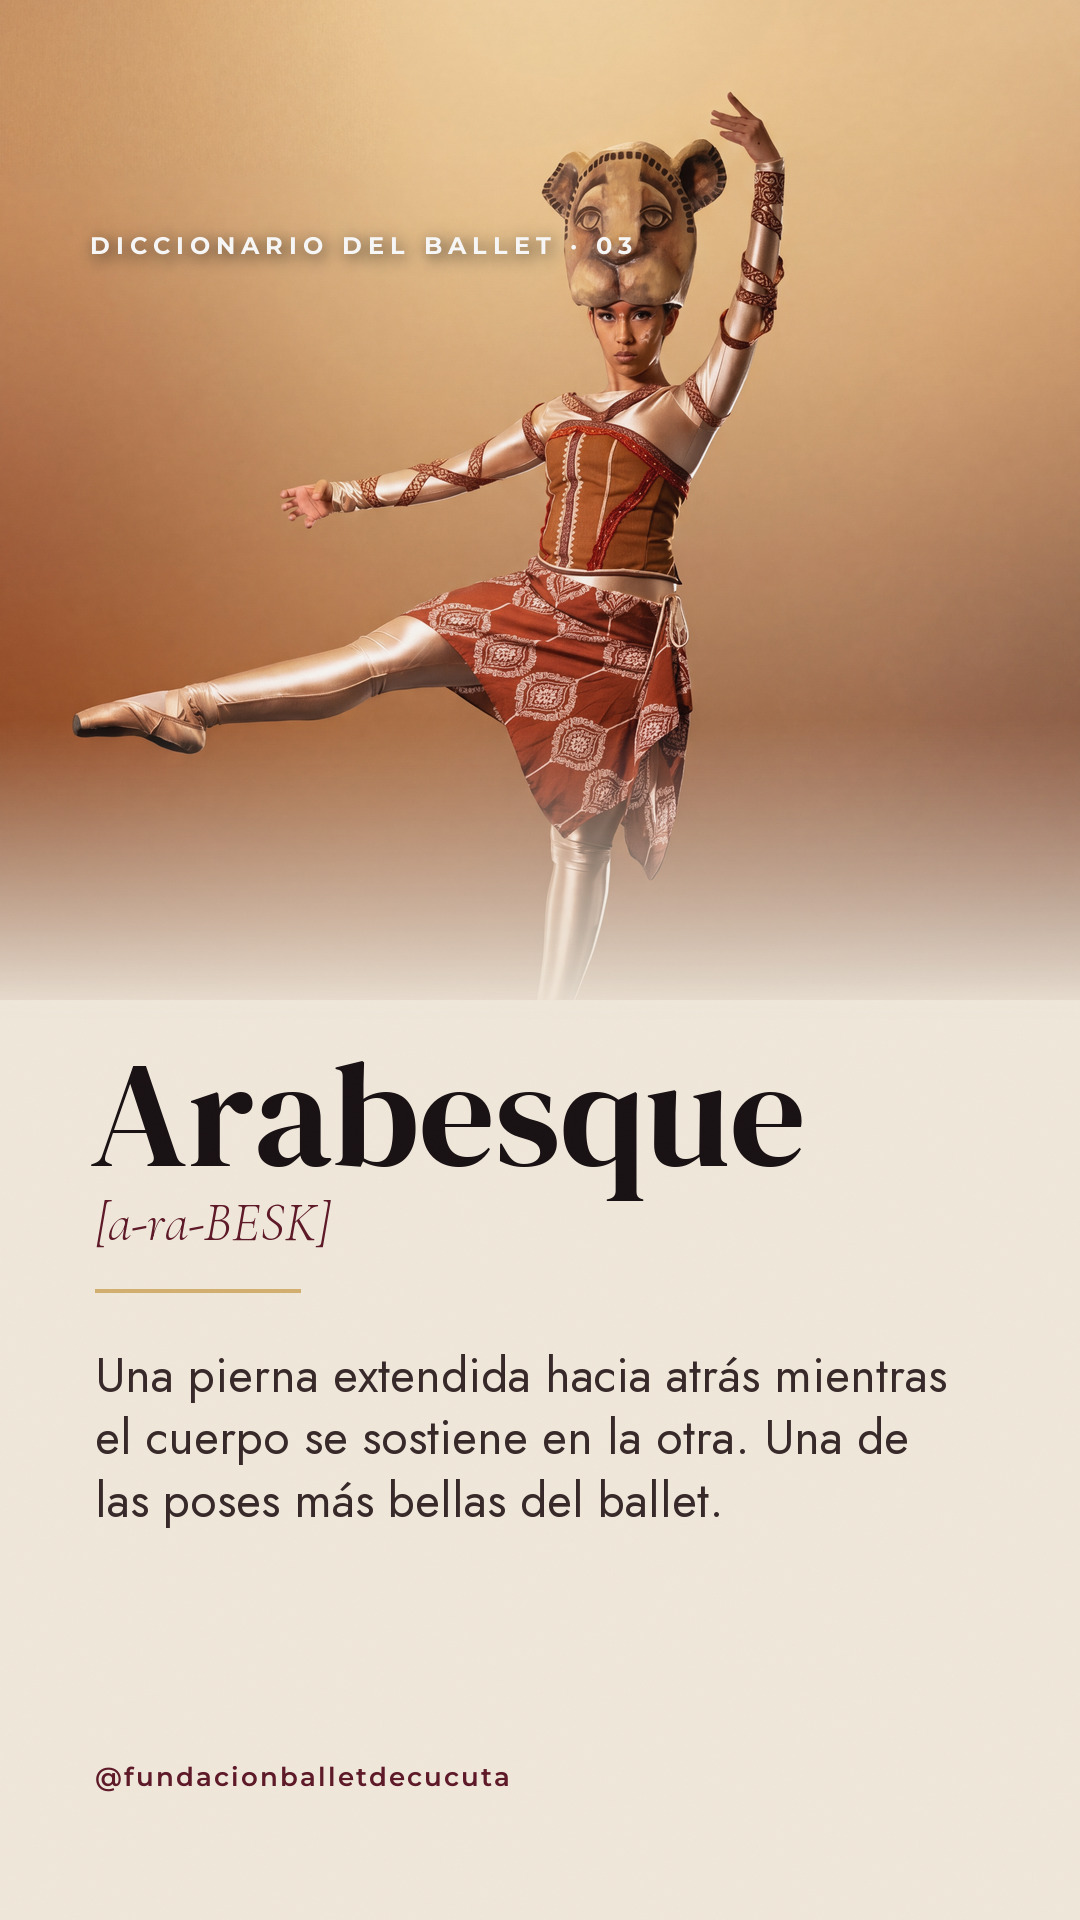 DICCIONARIO DEL BALLET · 03
Arabesque
[a-ra-BESK]
Una pierna extendida hacia atrás mientras
el cuerpo se sostiene en la otra. Una de
las poses más bellas del ballet.
@fundacionballetdecucuta